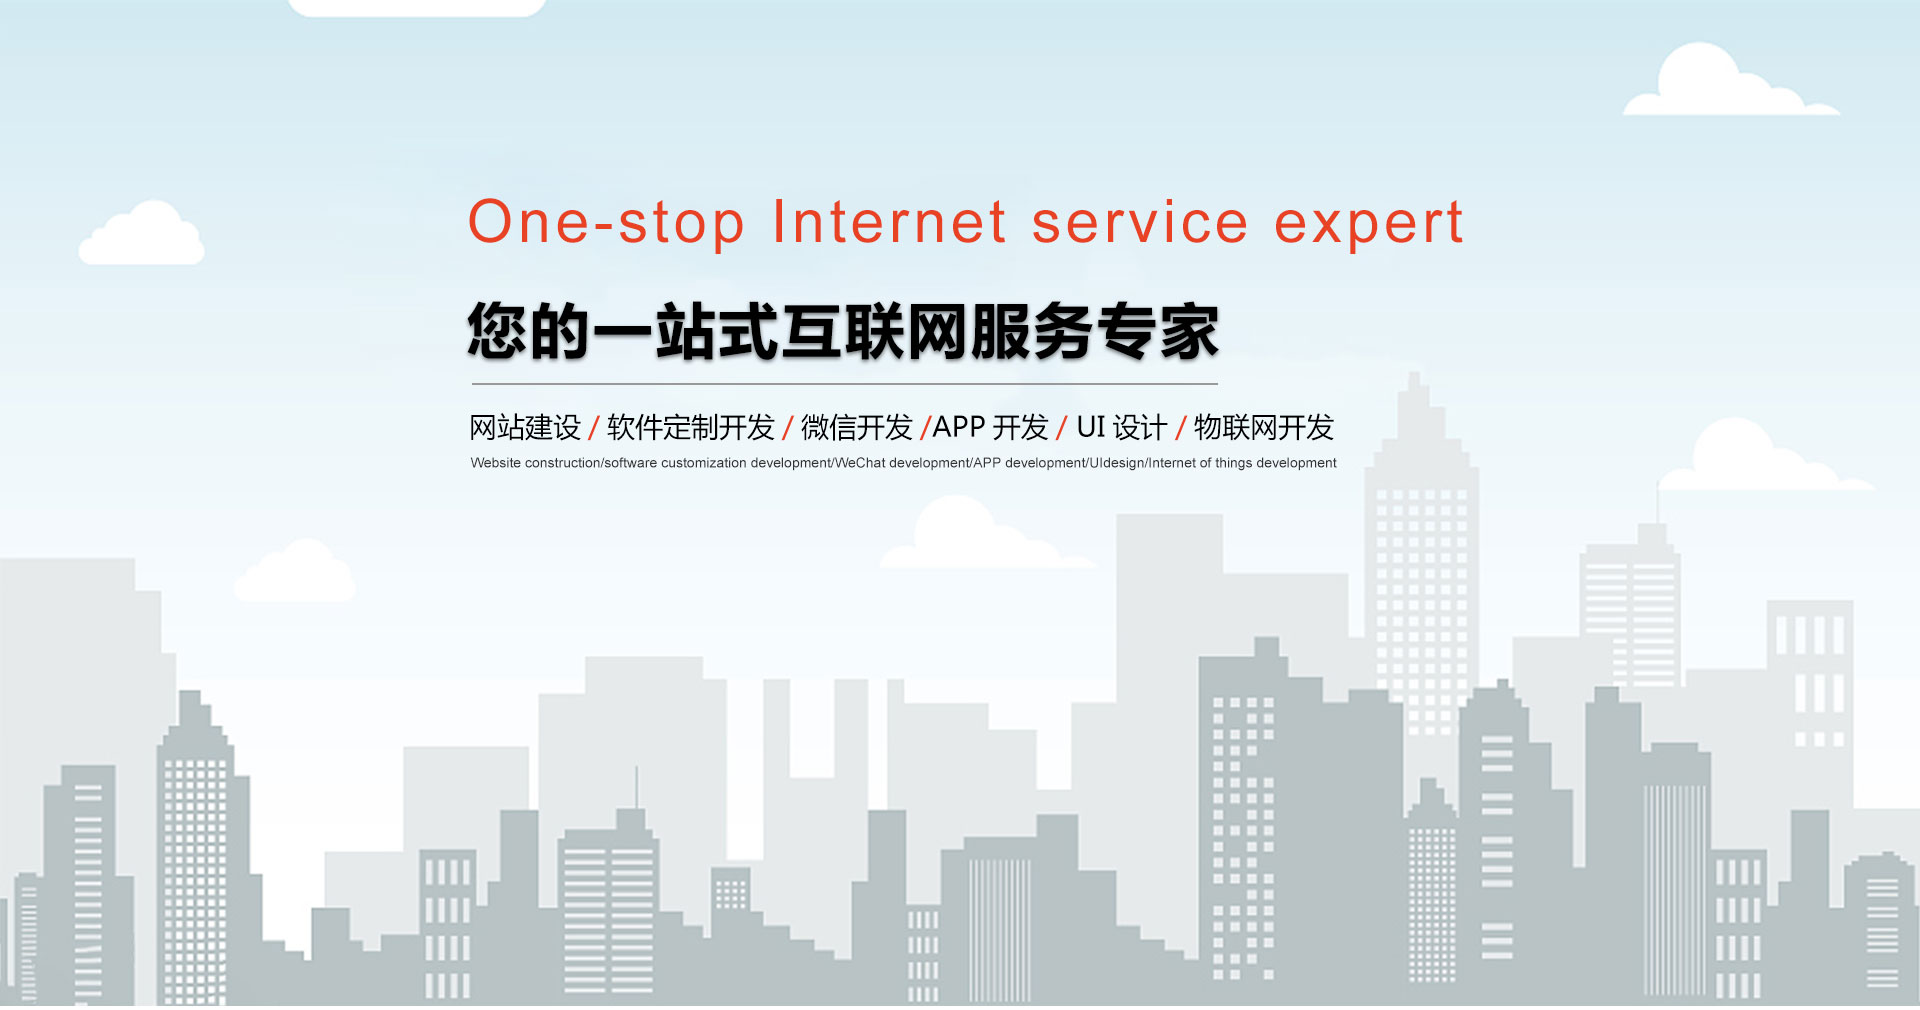 One-stop Internet service expert
您的一站式互联网服务专家
网站建设 / 软件定制开发 / 微信开发 /APP 开发 / UI 设计 / 物联网开发
Website construction/software customization development/WeChat development/APP development/UIdesign/Internet of things development